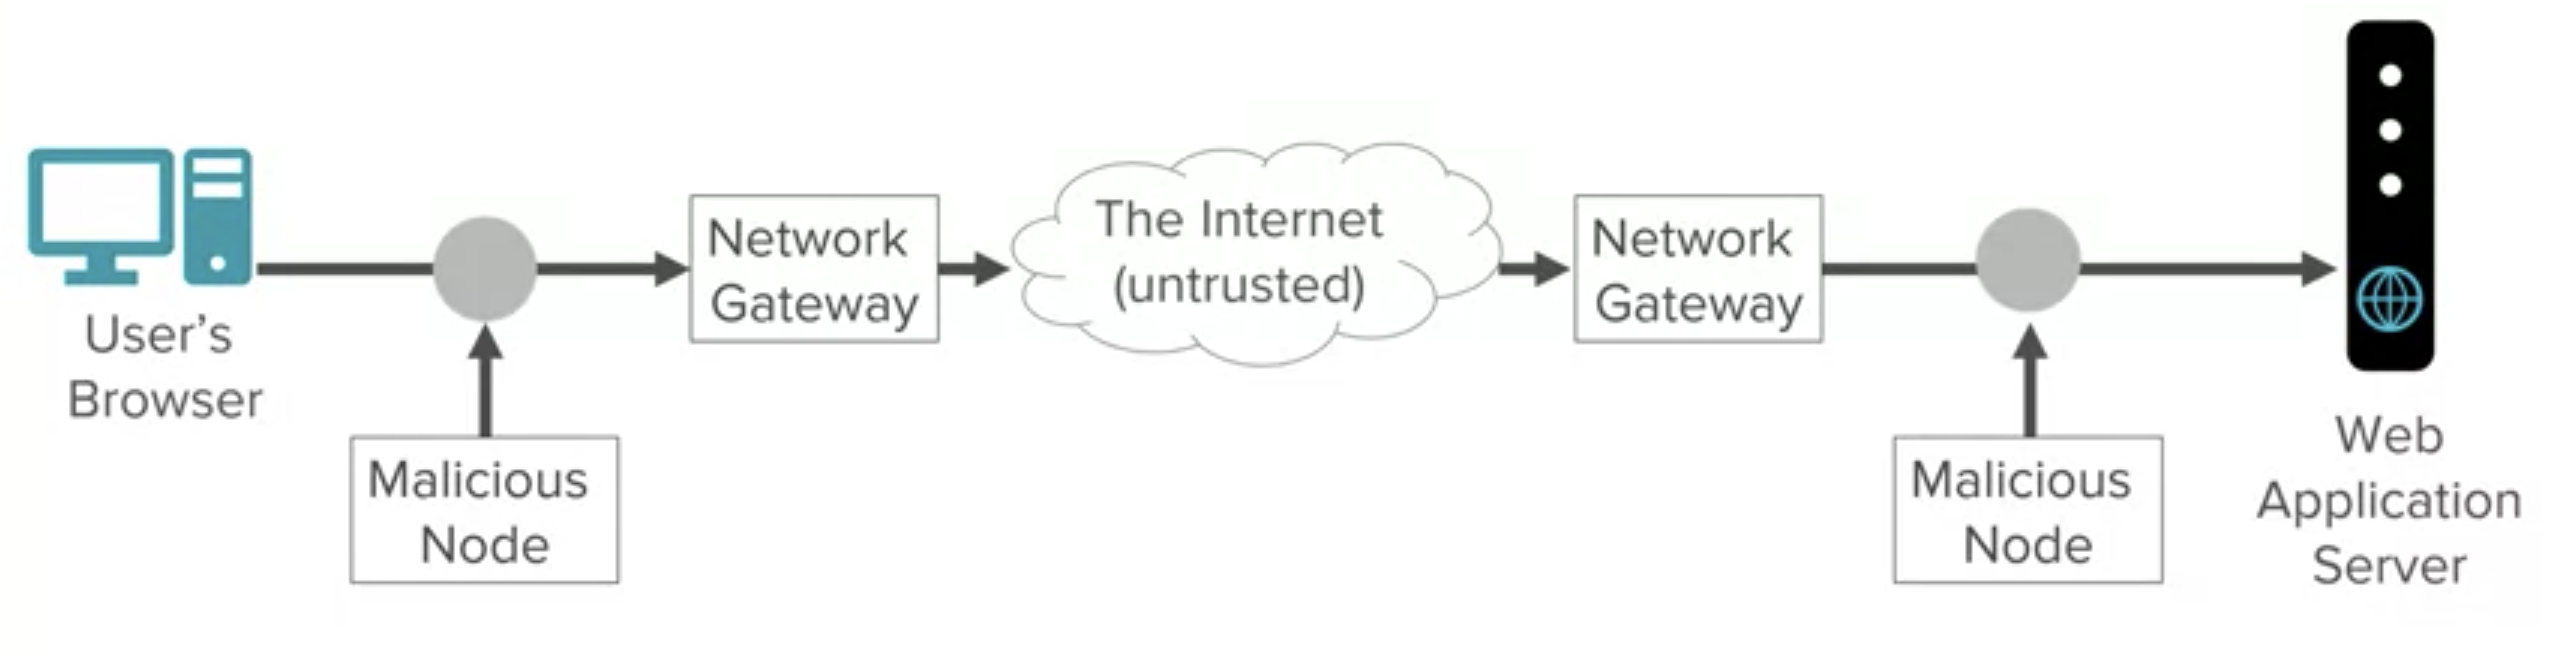 User's
Browser
Malicious
Node
Network
Gateway
The Internet
(untrusted)
Network
Gateway
Malicious
Node
Web
Application
Server